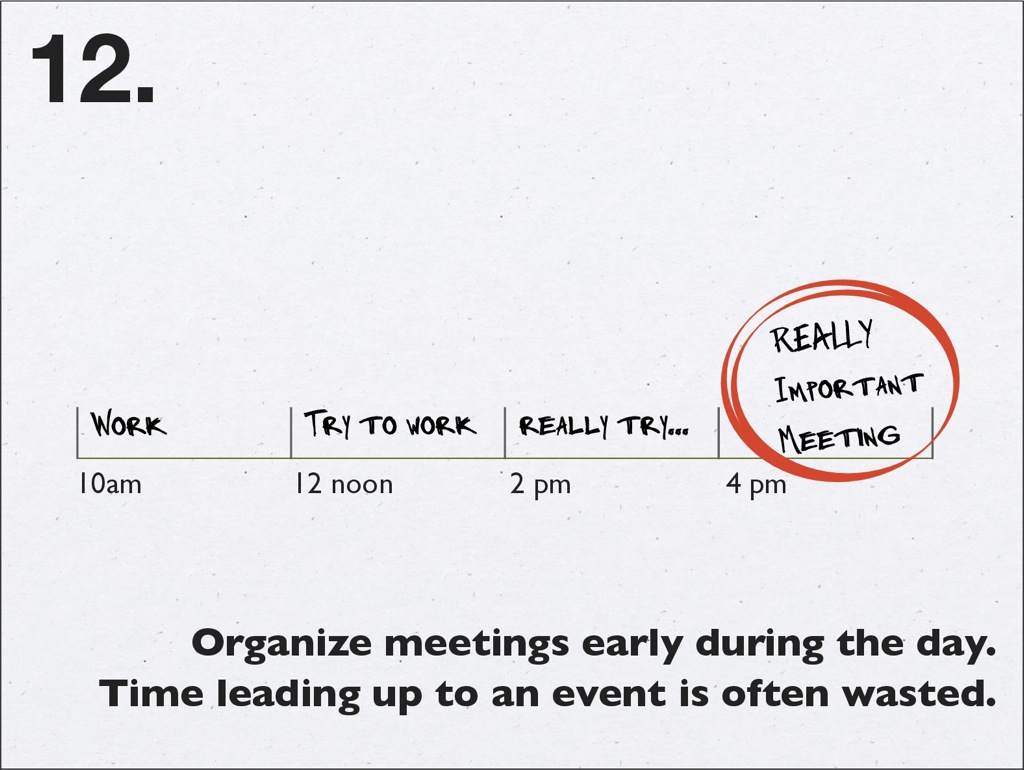 12.
REALLY
IMPORTANT
MEETING
WORK TRY TO WORK REALLY TRY...
10am 12 noon 2 pm 4 pm
Organize meetings early during the day.
Time leading up to an event is often wasted.